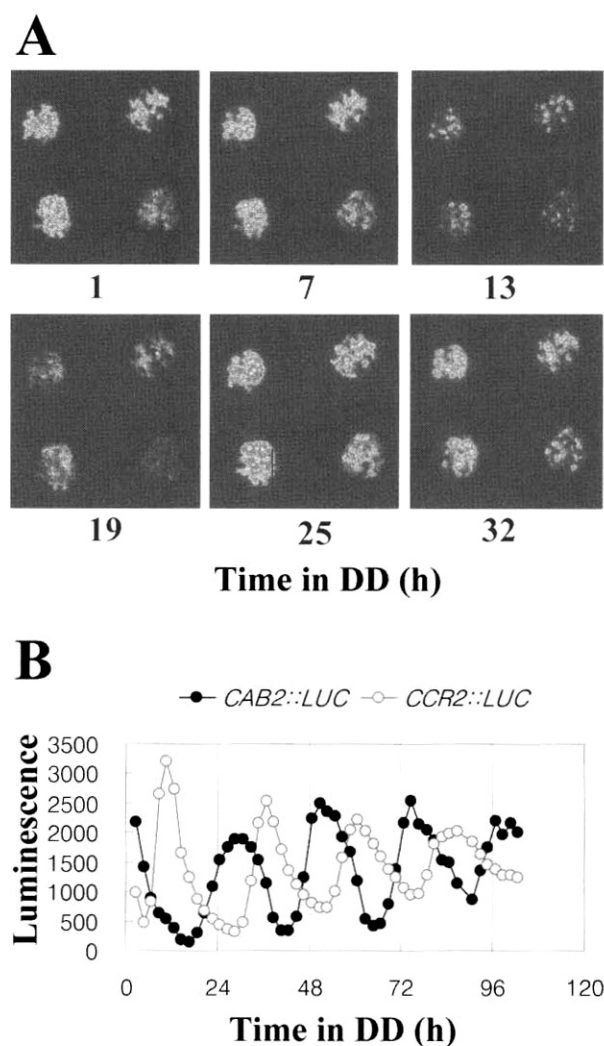 A
1 7 13
19 25 32
Time in DD (h)
B
CAB2::LUC CCR2::LUC
Luminescence
3500
3000
2500
2000
1500
1000
500
0
0 24 48 72 96 120
Time in DD (h)